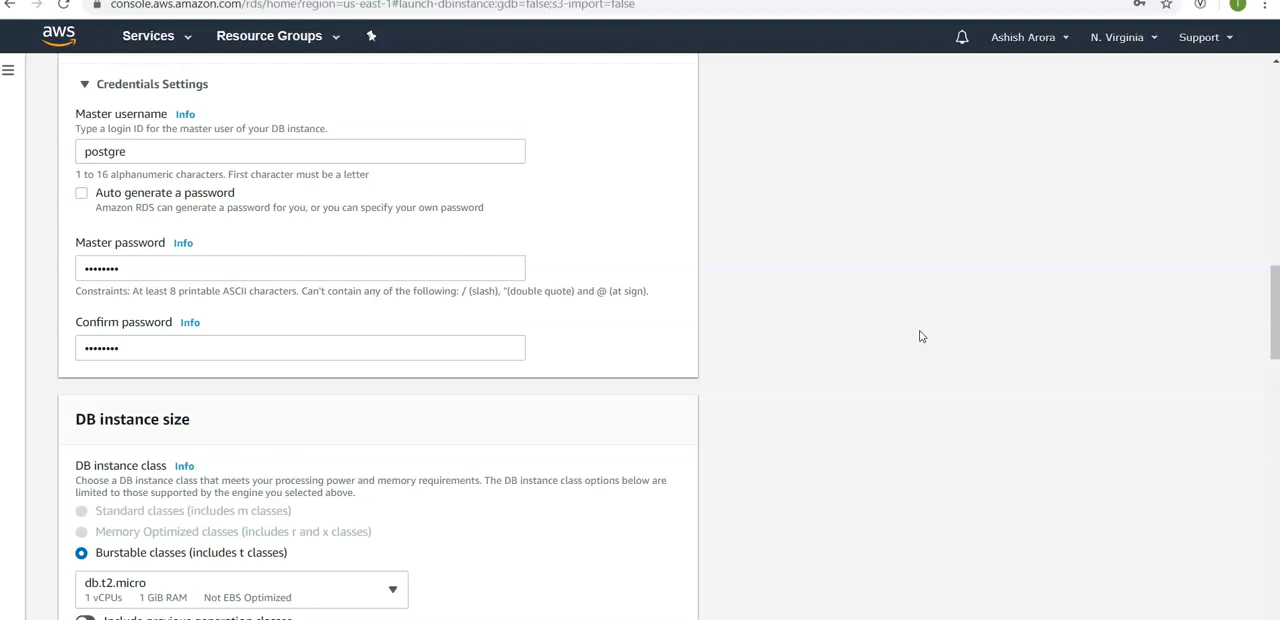 console.aws.amazon.com/rds/home?region=us-east-1#launch-dbinstance:gdb=false;s3-import=false
aws Services Resource Groups Ashish Arora N. Virginia Support
Credentials Settings
Master username Info
Type a login ID for the master user of your DB instance.
postgre
1 to 16 alphanumeric characters. First character must be a letter
Auto generate a password
Amazon RDS can generate a password for you, or you can specify your own password
Master password Info
••••••••
Constraints: At least 8 printable ASCII characters. Can't contain any of the following: / (slash), "(double quote) and @ (at sign).
Confirm password Info
••••••••
DB instance size
DB instance class Info
Choose a DB instance class that meets your processing power and memory requirements. The DB instance class options below are
limited to those supported by the engine you selected above.
Standard classes (includes m classes)
Memory Optimized classes (includes r and x classes)
Burstable classes (includes t classes)
db.t2.micro
1 vCPUs 1 GiB RAM Not EBS Optimized
Include previous generation classes